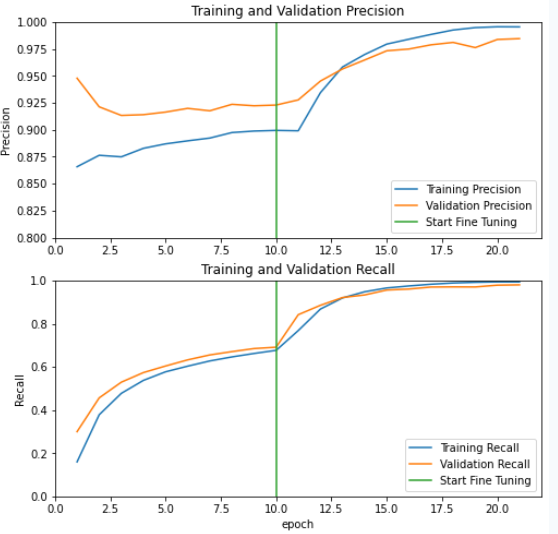 Training and Validation Precision
1.000
0.975
0.950
0.925
0.900
0.875
0.850
0.825
0.800
Precision
Training Precision
Validation Precision
Start Fine Tuning
0.0 2.5 5.0 7.5 10.0 12.5 15.0 17.5 20.0
Training and Validation Recall
1.0
0.8
0.6
0.4
0.2
0.0
Recall
Training Recall
Validation Recall
Start Fine Tuning
0.0 2.5 5.0 7.5 10.0 12.5 15.0 17.5 20.0
epoch